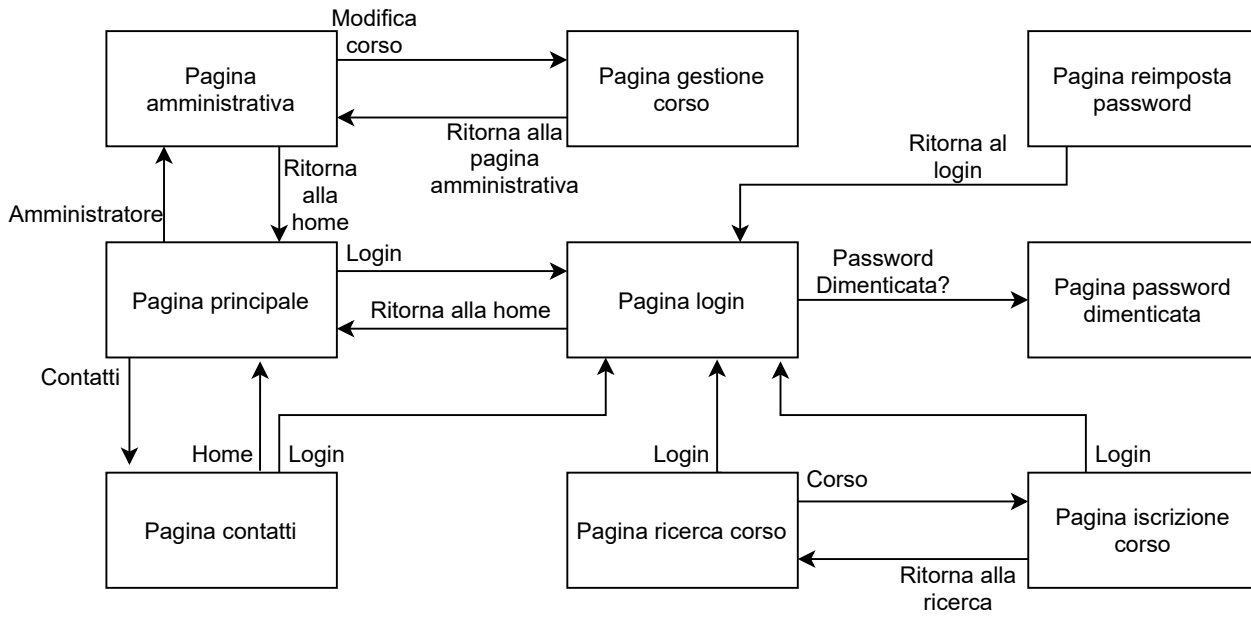 Modifica
corso
Pagina
amministrativa
Pagina gestione
corso
Pagina reimposta
password
Ritorna alla
pagina
amministrativa
Ritorna al
login
Ritorna
alla
home
Amministratore
Login
Password
Dimenticata?
Pagina principale
Ritorna alla home
Pagina login
Pagina password
dimenticata
Contatti
Home
Login
Login
Login
Corso
Pagina contatti
Pagina ricerca corso
Pagina iscrizione
corso
Ritorna alla
ricerca